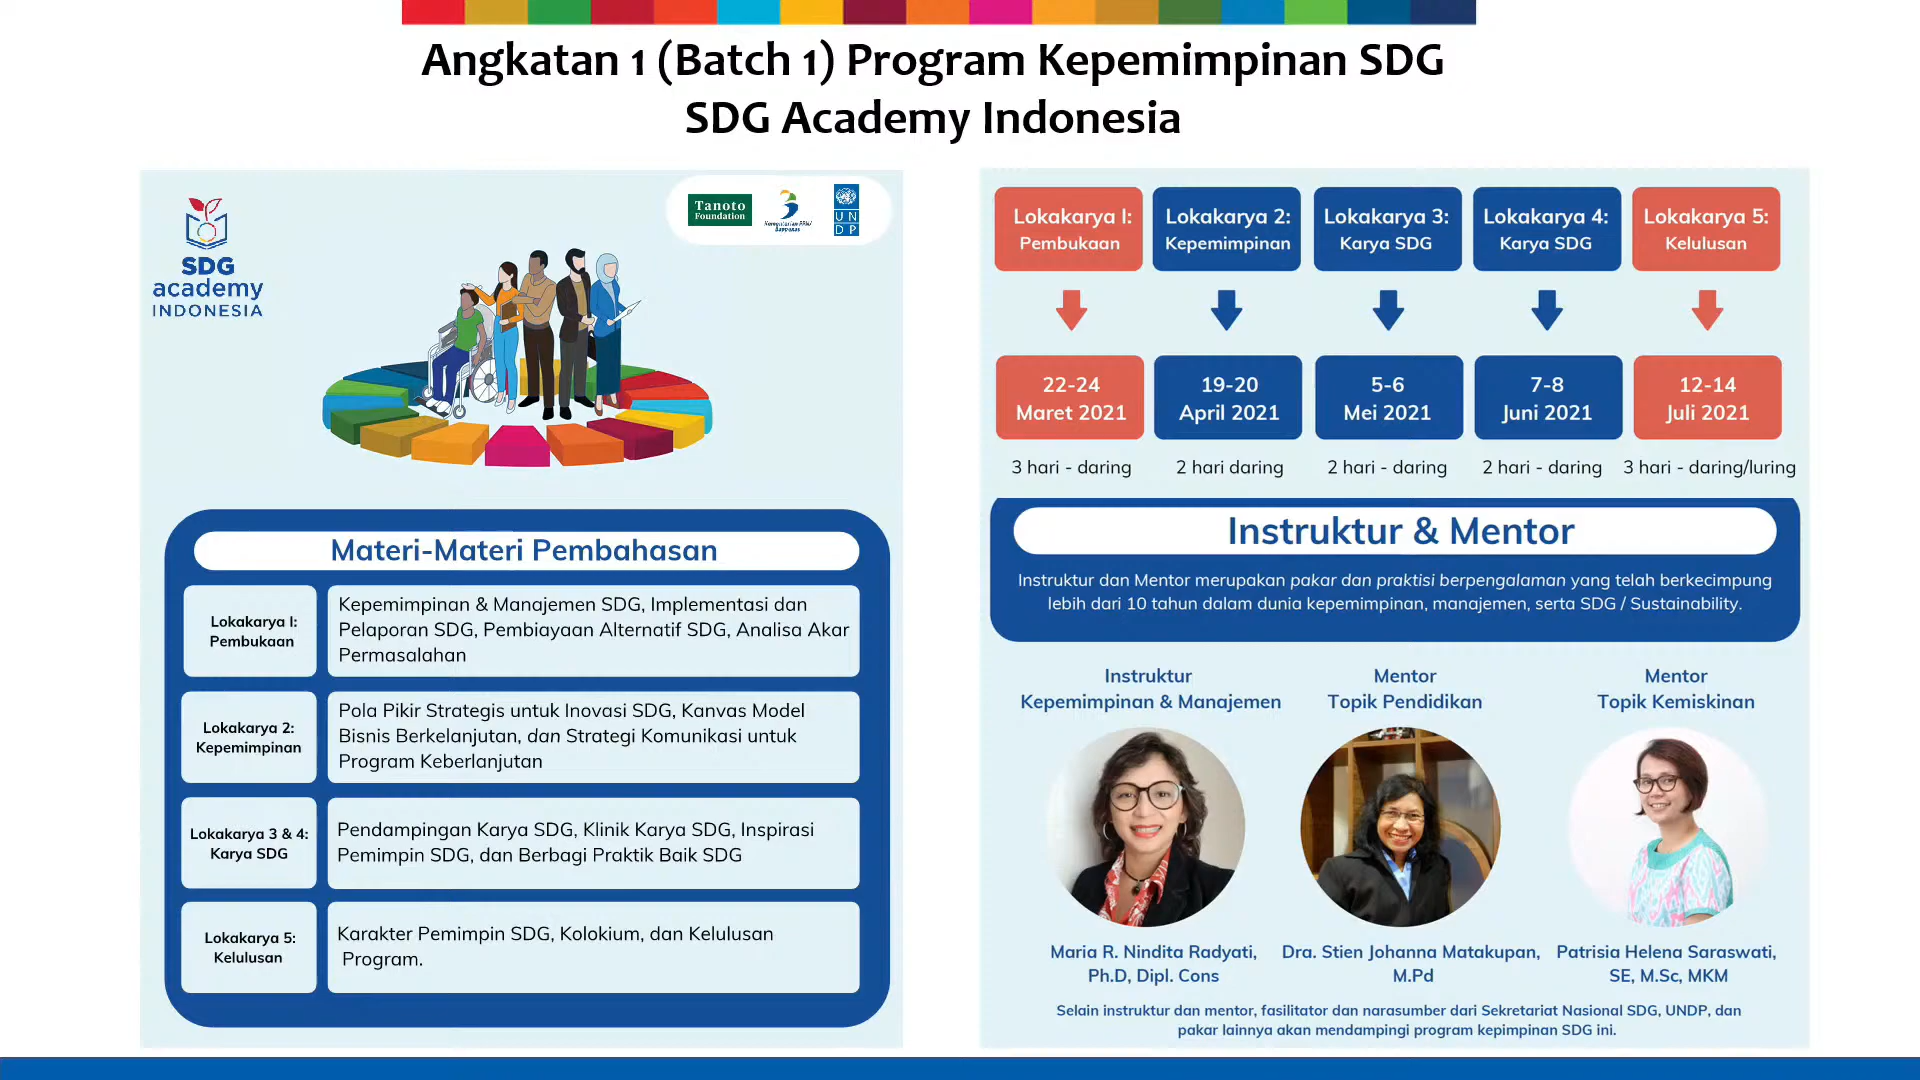 Angkatan 1 (Batch 1) Program Kepemimpinan SDG
SDG Academy Indonesia
SDG
academy
INDONESIA
Tanoto
Foundation
Kementerian PPN/
Bappenas
U N
D P
Materi-Materi Pembahasan
Lokakarya I:
Pembukaan
Kepemimpinan & Manajemen SDG, Implementasi dan
Pelaporan SDG, Pembiayaan Alternatif SDG, Analisa Akar
Permasalahan
Lokakarya 2:
Kepemimpinan
Pola Pikir Strategis untuk Inovasi SDG, Kanvas Model
Bisnis Berkelanjutan, dan Strategi Komunikasi untuk
Program Keberlanjutan
Lokakarya 3 & 4:
Karya SDG
Pendampingan Karya SDG, Klinik Karya SDG, Inspirasi
Pemimpin SDG, dan Berbagi Praktik Baik SDG
Lokakarya 5:
Kelulusan
Karakter Pemimpin SDG, Kolokium, dan Kelulusan
Program.
Lokakarya I:
Pembukaan
Lokakarya 2:
Kepemimpinan
Lokakarya 3:
Karya SDG
Lokakarya 4:
Karya SDG
Lokakarya 5:
Kelulusan
22-24
Maret 2021
19-20
April 2021
5-6
Mei 2021
7-8
Juni 2021
12-14
Juli 2021
3 hari - daring
2 hari daring
2 hari - daring
2 hari - daring
3 hari - daring/luring
Instruktur & Mentor
Instruktur dan Mentor merupakan pakar dan praktisi berpengalaman yang telah berkecimpung
lebih dari 10 tahun dalam dunia kepemimpinan, manajemen, serta SDG / Sustainability.
Instruktur
Kepemimpinan & Manajemen
Mentor
Topik Pendidikan
Mentor
Topik Kemiskinan
Maria R. Nindita Radyati,
Ph.D, Dipl. Cons
Dra. Stien Johanna Matakupan,
M.Pd
Patrisia Helena Saraswati,
SE, M.Sc, MKM
Selain instruktur dan mentor, fasilitator dan narasumber dari Sekretariat Nasional SDG, UNDP, dan
pakar lainnya akan mendampingi program kepimpinan SDG ini.